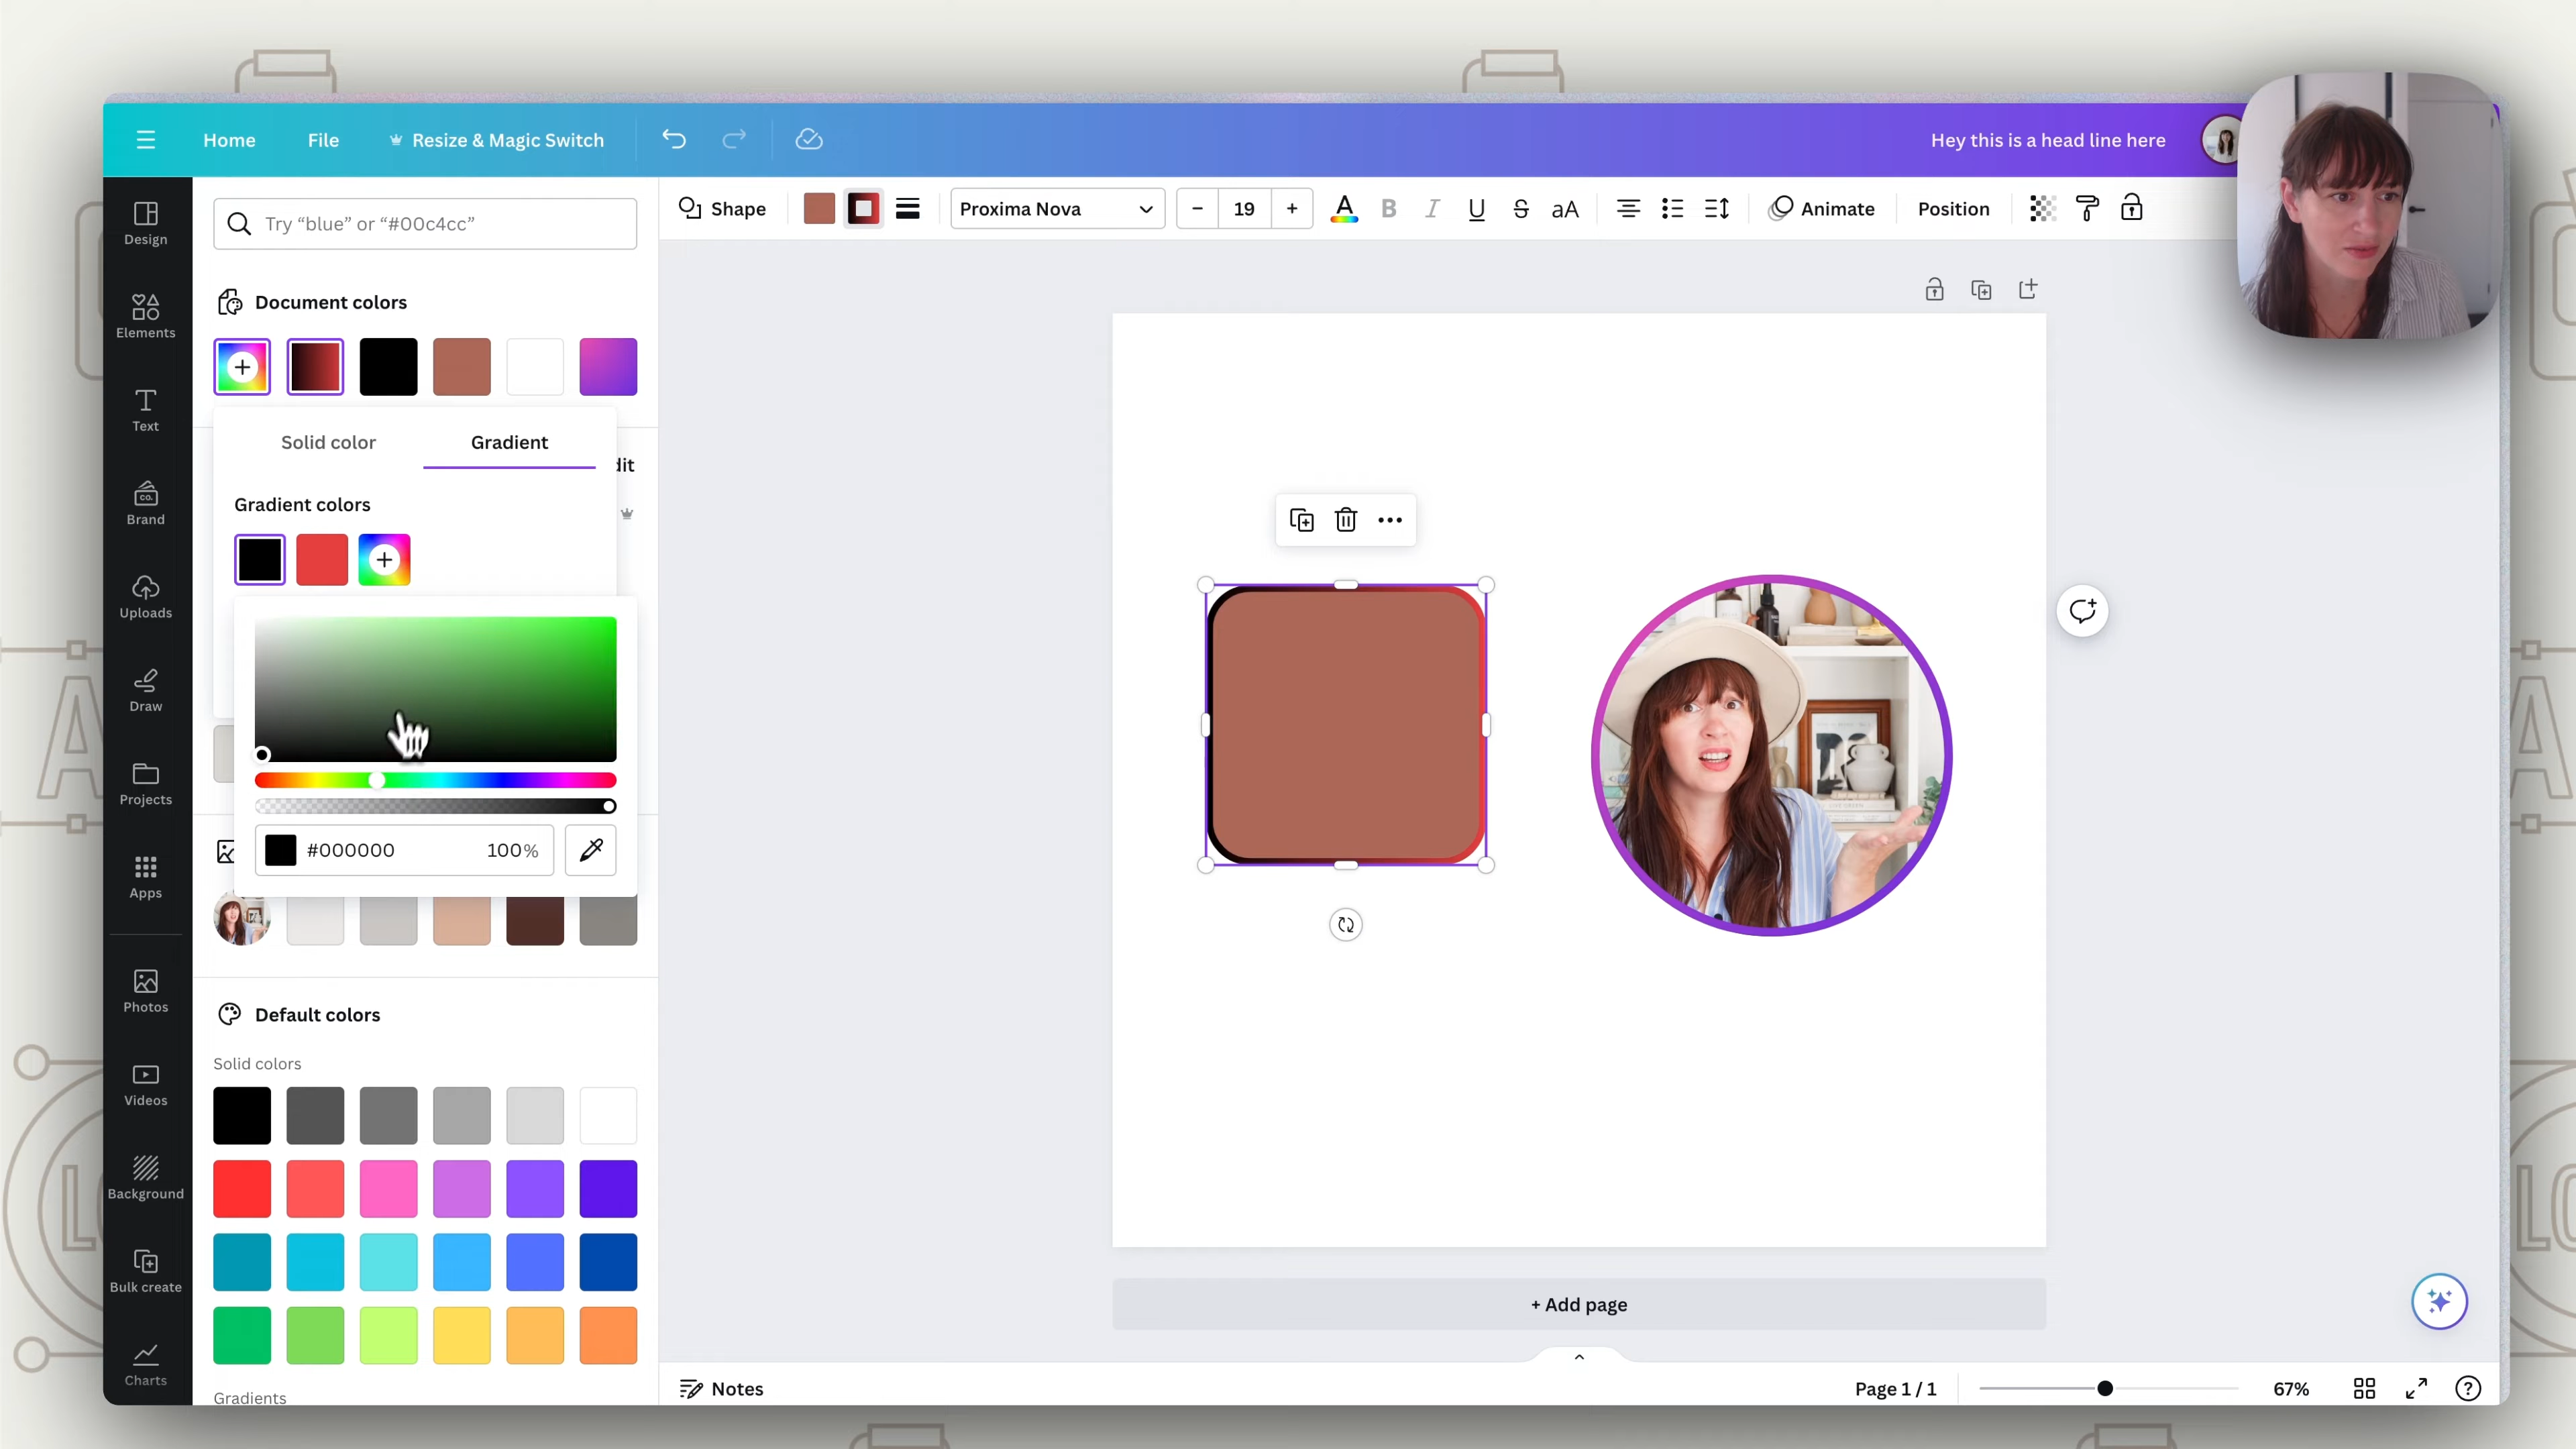 Home File Resize & Magic Switch Hey this is a head line here
Shape Proxima Nova − 19 + A B I U S aA Animate Position
Try “blue” or “#00c4cc”
Design
Elements
Text
Brand
Uploads
Draw
Projects
Apps
Photos
Videos
Background
Bulk create
Charts
Document colors
Solid color Gradient
dit
Gradient colors
#000000 100%
Default colors
Solid colors
Gradients
+ Add page
Notes
Page 1 / 1 67%